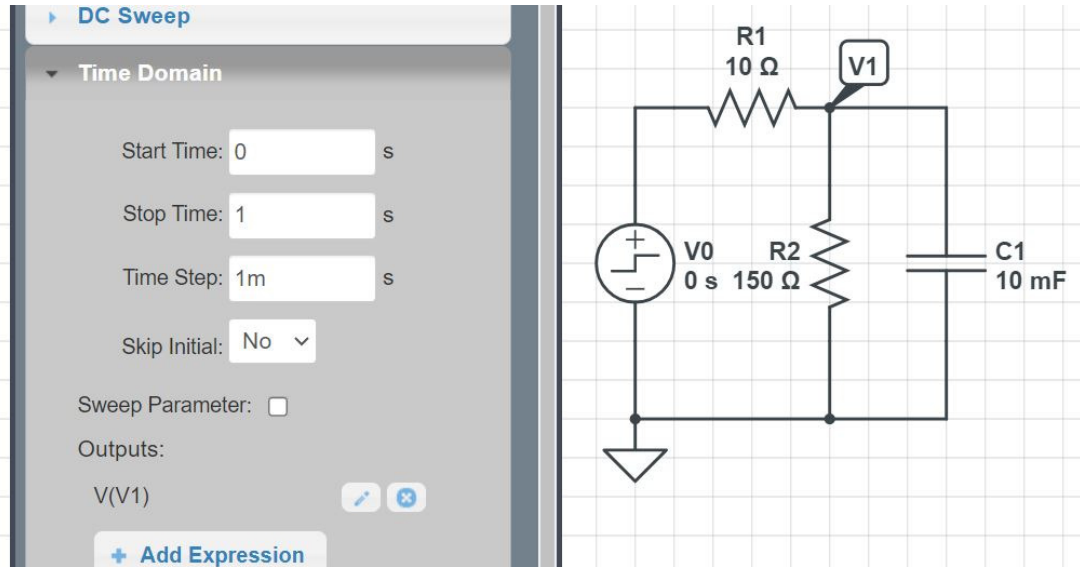 DC Sweep
Time Domain
Start Time: 0 s
Stop Time: 1 s
Time Step: 1m s
Skip Initial: No
Sweep Parameter:
Outputs:
V(V1)
+ Add Expression
R1
10 Ω
V1
V0
0 s
R2
150 Ω
C1
10 mF